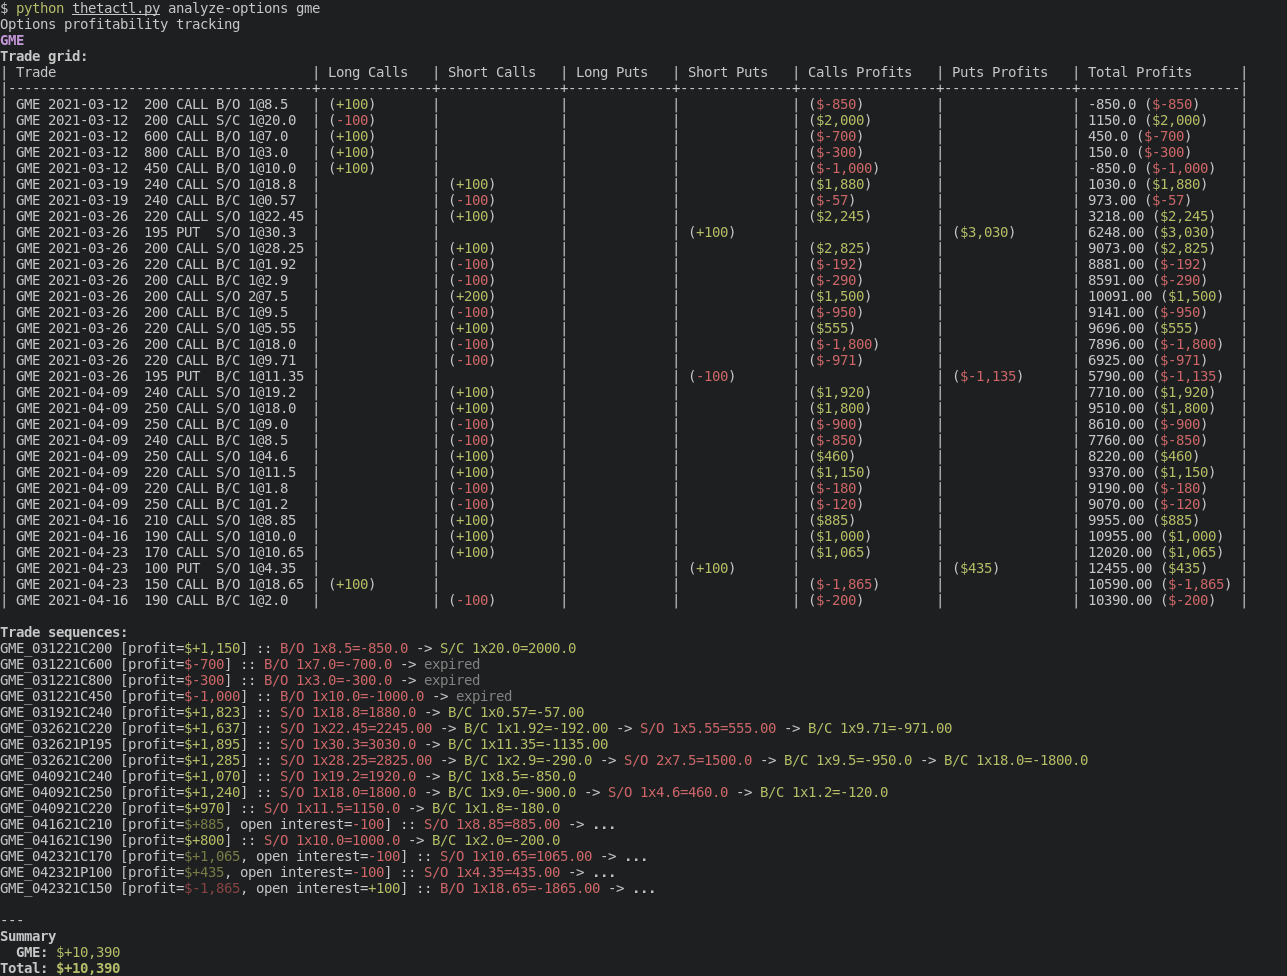 $ python thetactl.py analyze-options gme
Options profitability tracking
GME
Trade grid:
| Trade                                | Long Calls   | Short Calls   | Long Puts   | Short Puts   | Calls Profits   | Puts Profits   | Total Profits      |
|--------------------------------------+--------------+---------------+-------------+--------------+-----------------+----------------+--------------------|
| GME 2021-03-12  200 CALL B/O 1@8.5   | (+100)       |               |             |              | ($-850)         |                | -850.0 ($-850)     |
| GME 2021-03-12  200 CALL S/C 1@20.0  | (-100)       |               |             |              | ($2,000)        |                | 1150.0 ($2,000)    |
| GME 2021-03-12  600 CALL B/O 1@7.0   | (+100)       |               |             |              | ($-700)         |                | 450.0 ($-700)      |
| GME 2021-03-12  800 CALL B/O 1@3.0   | (+100)       |               |             |              | ($-300)         |                | 150.0 ($-300)      |
| GME 2021-03-12  450 CALL B/O 1@10.0  | (+100)       |               |             |              | ($-1,000)       |                | -850.0 ($-1,000)   |
| GME 2021-03-19  240 CALL S/O 1@18.8  |              | (+100)        |             |              | ($1,880)        |                | 1030.0 ($1,880)    |
| GME 2021-03-19  240 CALL B/C 1@0.57  |              | (-100)        |             |              | ($-57)          |                | 973.00 ($-57)      |
| GME 2021-03-26  220 CALL S/O 1@22.45 |              | (+100)        |             |              | ($2,245)        |                | 3218.00 ($2,245)   |
| GME 2021-03-26  195 PUT  S/O 1@30.3  |              |               |             | (+100)       |                 | ($3,030)       | 6248.00 ($3,030)   |
| GME 2021-03-26  200 CALL S/O 1@28.25 |              | (+100)        |             |              | ($2,825)        |                | 9073.00 ($2,825)   |
| GME 2021-03-26  220 CALL B/C 1@1.92  |              | (-100)        |             |              | ($-192)         |                | 8881.00 ($-192)    |
| GME 2021-03-26  200 CALL B/C 1@2.9   |              | (-100)        |             |              | ($-290)         |                | 8591.00 ($-290)    |
| GME 2021-03-26  200 CALL S/O 2@7.5   |              | (+200)        |             |              | ($1,500)        |                | 10091.00 ($1,500)  |
| GME 2021-03-26  200 CALL B/C 1@9.5   |              | (-100)        |             |              | ($-950)         |                | 9141.00 ($-950)    |
| GME 2021-03-26  220 CALL S/O 1@5.55  |              | (+100)        |             |              | ($555)          |                | 9696.00 ($555)     |
| GME 2021-03-26  200 CALL B/C 1@18.0  |              | (-100)        |             |              | ($-1,800)       |                | 7896.00 ($-1,800)  |
| GME 2021-03-26  220 CALL B/C 1@9.71  |              | (-100)        |             |              | ($-971)         |                | 6925.00 ($-971)    |
| GME 2021-03-26  195 PUT  B/C 1@11.35 |              |               |             | (-100)       |                 | ($-1,135)      | 5790.00 ($-1,135)  |
| GME 2021-04-09  240 CALL S/O 1@19.2  |              | (+100)        |             |              | ($1,920)        |                | 7710.00 ($1,920)   |
| GME 2021-04-09  250 CALL S/O 1@18.0  |              | (+100)        |             |              | ($1,800)        |                | 9510.00 ($1,800)   |
| GME 2021-04-09  250 CALL B/C 1@9.0   |              | (-100)        |             |              | ($-900)         |                | 8610.00 ($-900)    |
| GME 2021-04-09  240 CALL B/C 1@8.5   |              | (-100)        |             |              | ($-850)         |                | 7760.00 ($-850)    |
| GME 2021-04-09  250 CALL S/O 1@4.6   |              | (+100)        |             |              | ($460)          |                | 8220.00 ($460)     |
| GME 2021-04-09  220 CALL S/O 1@11.5  |              | (+100)        |             |              | ($1,150)        |                | 9370.00 ($1,150)   |
| GME 2021-04-09  220 CALL B/C 1@1.8   |              | (-100)        |             |              | ($-180)         |                | 9190.00 ($-180)    |
| GME 2021-04-09  250 CALL B/C 1@1.2   |              | (-100)        |             |              | ($-120)         |                | 9070.00 ($-120)    |
| GME 2021-04-16  210 CALL S/O 1@8.85  |              | (+100)        |             |              | ($885)          |                | 9955.00 ($885)     |
| GME 2021-04-16  190 CALL S/O 1@10.0  |              | (+100)        |             |              | ($1,000)        |                | 10955.00 ($1,000)  |
| GME 2021-04-23  170 CALL S/O 1@10.65 |              | (+100)        |             |              | ($1,065)        |                | 12020.00 ($1,065)  |
| GME 2021-04-23  100 PUT  S/O 1@4.35  |              |               |             | (+100)       |                 | ($435)         | 12455.00 ($435)    |
| GME 2021-04-23  150 CALL B/O 1@18.65 | (+100)       |               |             |              | ($-1,865)       |                | 10590.00 ($-1,865) |
| GME 2021-04-16  190 CALL B/C 1@2.0   |              | (-100)        |             |              | ($-200)         |                | 10390.00 ($-200)   |
Trade sequences:
GME_031221C200 [profit=$+1,150] :: B/O 1x8.5=-850.0 -> S/C 1x20.0=2000.0
GME_031221C600 [profit=$-700] :: B/O 1x7.0=-700.0 -> expired
GME_031221C800 [profit=$-300] :: B/O 1x3.0=-300.0 -> expired
GME_031221C450 [profit=$-1,000] :: B/O 1x10.0=-1000.0 -> expired
GME_031921C240 [profit=$+1,823] :: S/O 1x18.8=1880.0 -> B/C 1x0.57=-57.00
GME_032621C220 [profit=$+1,637] :: S/O 1x22.45=2245.00 -> B/C 1x1.92=-192.00 -> S/O 1x5.55=555.00 -> B/C 1x9.71=-971.00
GME_032621P195 [profit=$+1,895] :: S/O 1x30.3=3030.0 -> B/C 1x11.35=-1135.00
GME_032621C200 [profit=$+1,285] :: S/O 1x28.25=2825.00 -> B/C 1x2.9=-290.0 -> S/O 2x7.5=1500.0 -> B/C 1x9.5=-950.0 -> B/C 1x18.0=-1800.0
GME_040921C240 [profit=$+1,070] :: S/O 1x19.2=1920.0 -> B/C 1x8.5=-850.0
GME_040921C250 [profit=$+1,240] :: S/O 1x18.0=1800.0 -> B/C 1x9.0=-900.0 -> S/O 1x4.6=460.0 -> B/C 1x1.2=-120.0
GME_040921C220 [profit=$+970] :: S/O 1x11.5=1150.0 -> B/C 1x1.8=-180.0
GME_041621C210 [profit=$+885, open interest=-100] :: S/O 1x8.85=885.00 -> ...
GME_041621C190 [profit=$+800] :: S/O 1x10.0=1000.0 -> B/C 1x2.0=-200.0
GME_042321C170 [profit=$+1,065, open interest=-100] :: S/O 1x10.65=1065.00 -> ...
GME_042321P100 [profit=$+435, open interest=-100] :: S/O 1x4.35=435.00 -> ...
GME_042321C150 [profit=$-1,865, open interest=+100] :: B/O 1x18.65=-1865.00 -> ...
---
Summary
  GME: $+10,390
Total: $+10,390